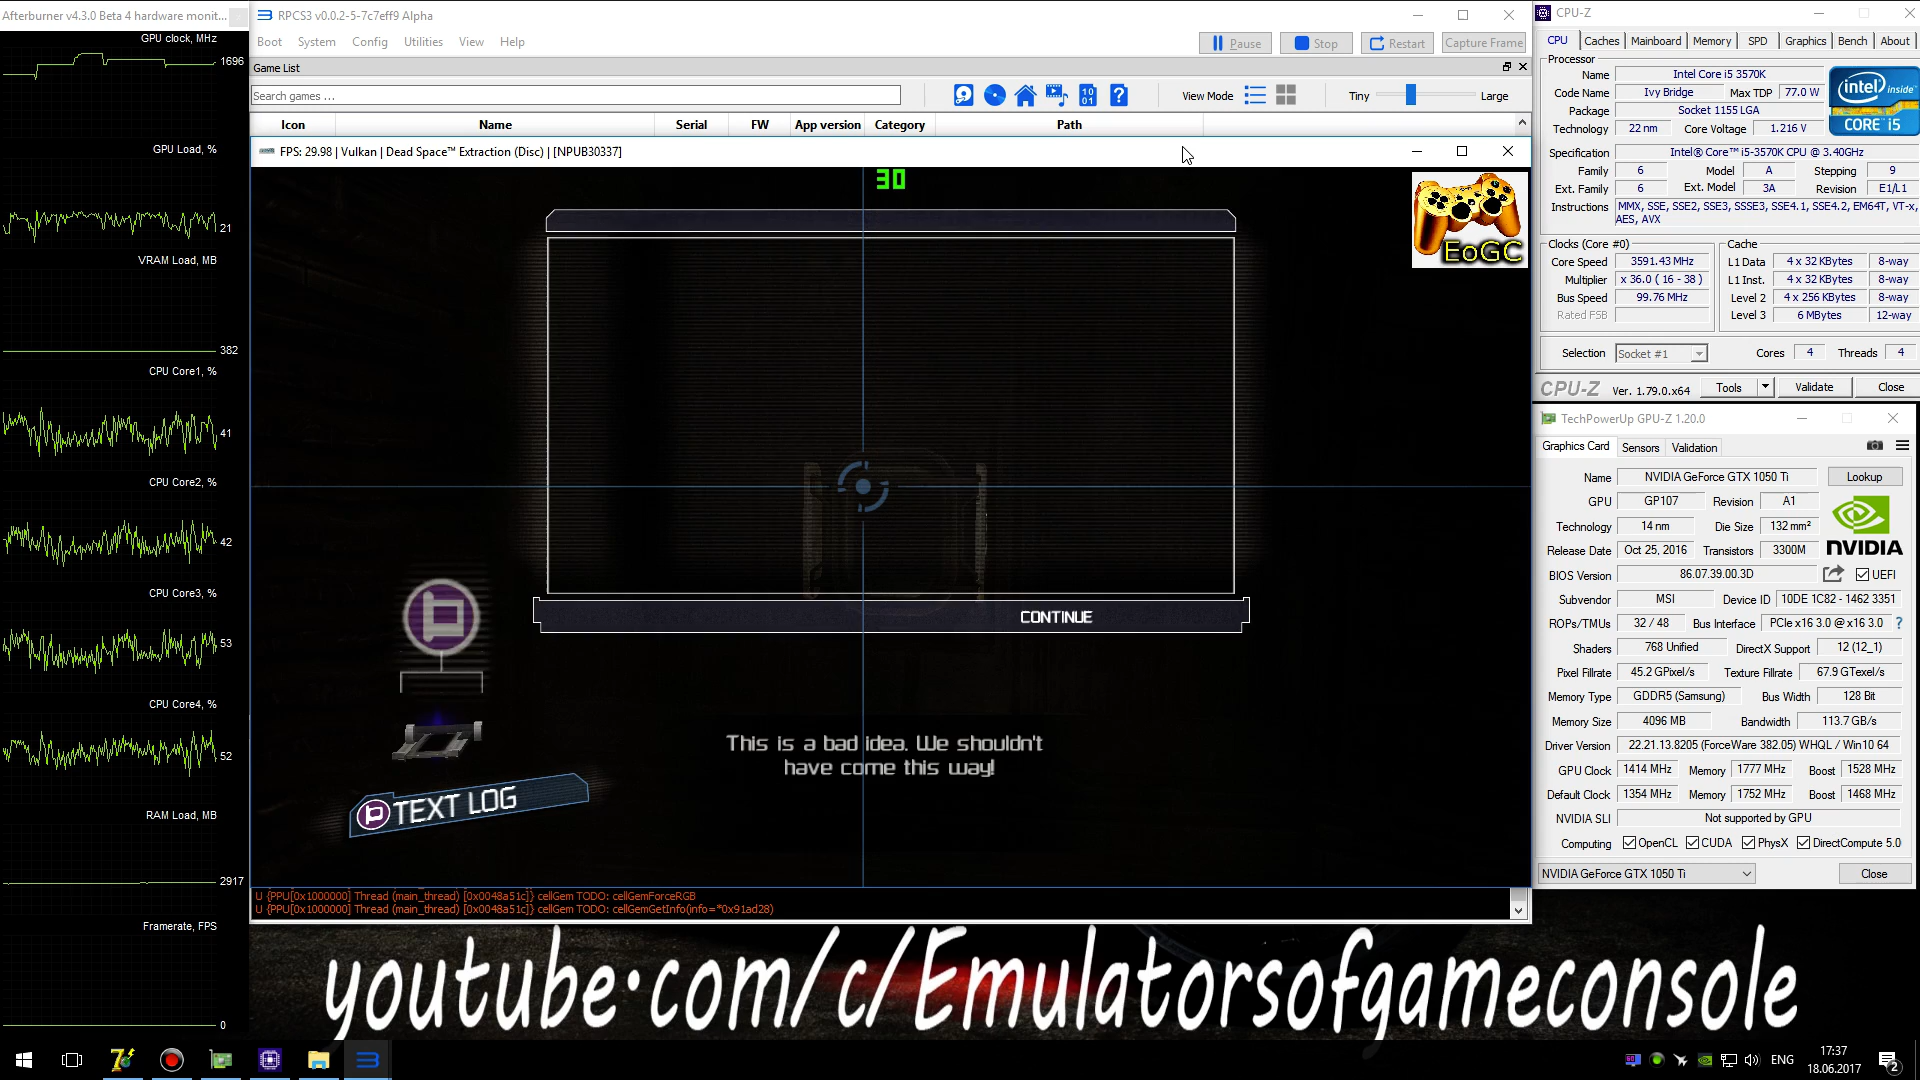 Afterburner v4.3.0 Beta 4 hardware monit...
GPU clock, MHz
1696
GPU Load, %
21
VRAM Load, MB
382
CPU Core1, %
41
CPU Core2, %
42
CPU Core3, %
53
CPU Core4, %
52
RAM Load, MB
2917
Framerate, FPS
0
RPCS3 v0.0.2-5-7c7eff9 Alpha
Boot System Config Utilities View Help
Pause Stop Restart Capture Frame
Game List
Search games ...
View Mode Tiny Large
Icon Name Serial FW App version Category Path
FPS: 29.98 | Vulkan | Dead Space™ Extraction (Disc) | [NPUB30337]
30
EoGC
CONTINUE
This is a bad idea. We shouldn't
have come this way!
TEXT LOG
U {PPU[0x1000000] Thread (main_thread) [0x0048a51c]} cellGem TODO: cellGemForceRGB
U {PPU[0x1000000] Thread (main_thread) [0x0048a51c]} cellGem TODO: cellGemGetInfo(info=*0x91ad28)
youtube.com/c/Emulatorsofgameconsole
CPU-Z
CPU Caches Mainboard Memory SPD Graphics Bench About
Processor
Name Intel Core i5 3570K
Code Name Ivy Bridge Max TDP 77.0 W
Package Socket 1155 LGA
Technology 22 nm Core Voltage 1.216 V
intel inside™
CORE i5
Specification Intel® Core™ i5-3570K CPU @ 3.40GHz
Family 6 Model A Stepping 9
Ext. Family 6 Ext. Model 3A Revision E1/L1
Instructions MMX, SSE, SSE2, SSE3, SSSE3, SSE4.1, SSE4.2, EM64T, VT-x,
AES, AVX
Clocks (Core #0)
Core Speed 3591.43 MHz
Multiplier x 36.0 ( 16 - 38 )
Bus Speed 99.76 MHz
Rated FSB
Cache
L1 Data 4 x 32 KBytes 8-way
L1 Inst. 4 x 32 KBytes 8-way
Level 2 4 x 256 KBytes 8-way
Level 3 6 MBytes 12-way
Selection Socket #1 Cores 4 Threads 4
CPU-Z Ver. 1.79.0.x64 Tools Validate Close
TechPowerUp GPU-Z 1.20.0
Graphics Card Sensors Validation
Name NVIDIA GeForce GTX 1050 Ti Lookup
GPU GP107 Revision A1
Technology 14 nm Die Size 132 mm²
Release Date Oct 25, 2016 Transistors 3300M
NVIDIA
BIOS Version 86.07.39.00.3D UEFI
Subvendor MSI Device ID 10DE 1C82 - 1462 3351
ROPs/TMUs 32 / 48 Bus Interface PCIe x16 3.0 @ x16 3.0 ?
Shaders 768 Unified DirectX Support 12 (12_1)
Pixel Fillrate 45.2 GPixel/s Texture Fillrate 67.9 GTexel/s
Memory Type GDDR5 (Samsung) Bus Width 128 Bit
Memory Size 4096 MB Bandwidth 113.7 GB/s
Driver Version 22.21.13.8205 (ForceWare 382.05) WHQL / Win10 64
GPU Clock 1414 MHz Memory 1777 MHz Boost 1528 MHz
Default Clock 1354 MHz Memory 1752 MHz Boost 1468 MHz
NVIDIA SLI Not supported by GPU
Computing OpenCL CUDA PhysX DirectCompute 5.0
NVIDIA GeForce GTX 1050 Ti Close
ENG
17:37
18.06.2017
2